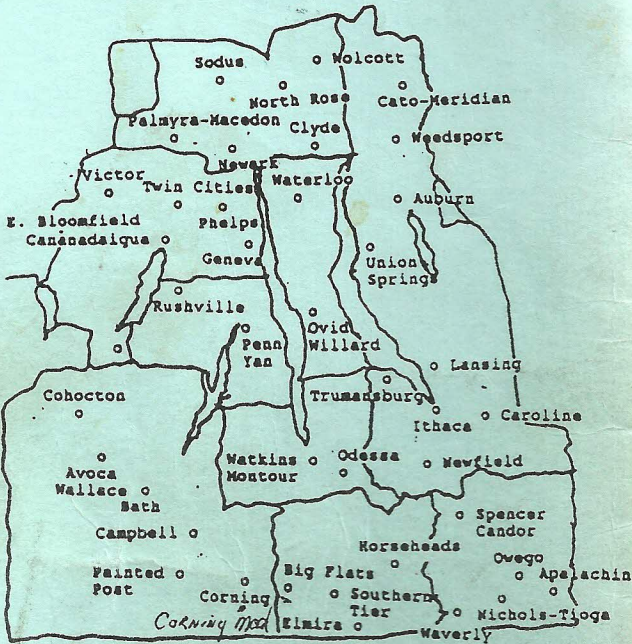 Sodus
Wolcott
North Rose
Cato-Meridian
Palmyra-Macedon
Clyde
Weedsport
Newark
Victor
Twin Cities
Waterloo
Auburn
E. Bloomfield
Phelps
Cananadaigua
Geneva
Union
Springs
Rushville
Penn
Yan
Ovid
Willard
Lansing
Cohocton
Trumansburg
Ithaca
Caroline
Avoca
Wallace
Bath
Watkins
Montour
Odessa
Newfield
Campbell
Spencer
Candor
Horseheads
Owego
Painted
Post
Big Flats
Apalachin
Corning
Southern
Tier
Nichols-Tioga
Corning Mod
Elmira
Waverly